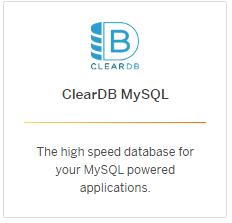 CLEARDB
ClearDB MySQL
The high speed database for
your MySQL powered
applications.